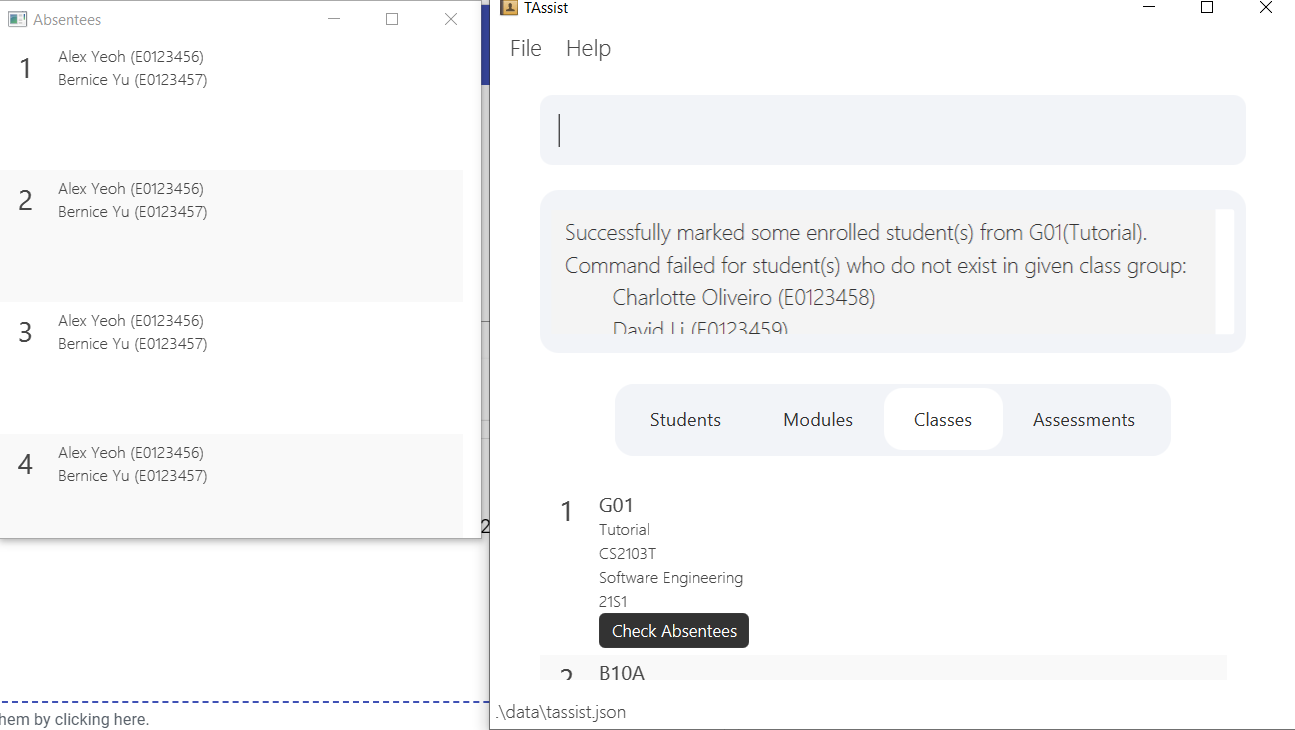 Absentees
1
Alex Yeoh (E0123456)
Bernice Yu (E0123457)
2
Alex Yeoh (E0123456)
Bernice Yu (E0123457)
3
Alex Yeoh (E0123456)
Bernice Yu (E0123457)
4
Alex Yeoh (E0123456)
Bernice Yu (E0123457)
2
hem by clicking here.
TAssist
File Help
Successfully marked some enrolled student(s) from G01(Tutorial).
Command failed for student(s) who do not exist in given class group:
Charlotte Oliveiro (E0123458)
David Li (E0123459)
Students Modules Classes Assessments
1
G01
Tutorial
CS2103T
Software Engineering
21S1
Check Absentees
2
B10A
.\data\tassist.json